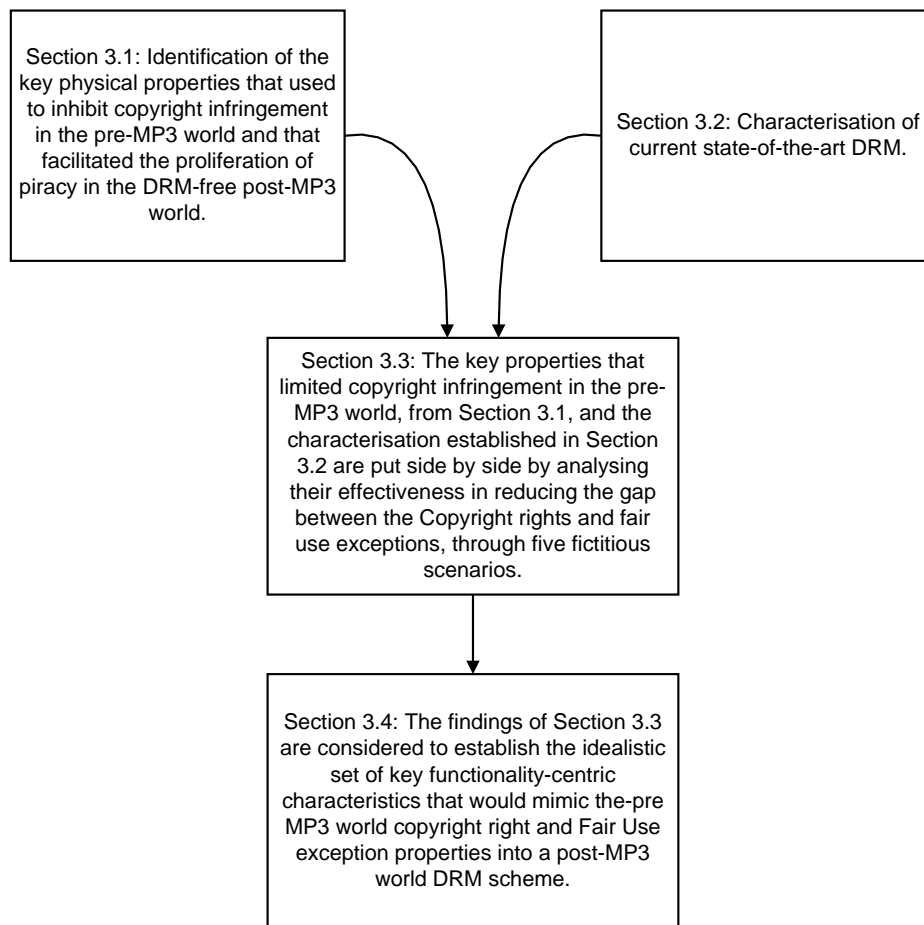 Section 3.1: Identification of the
key physical properties that used
to inhibit copyright infringement
in the pre-MP3 world and that
facilitated the proliferation of
piracy in the DRM-free post-MP3
world.
Section 3.2: Characterisation of
current state-of-the-art DRM.
Section 3.3: The key properties that
limited copyright infringement in the pre-
MP3 world, from Section 3.1, and the
characterisation established in Section
3.2 are put side by side by analysing
their effectiveness in reducing the gap
between the Copyright rights and fair
use exceptions, through five fictitious
scenarios.
Section 3.4: The findings of Section 3.3
are considered to establish the idealistic
set of key functionality-centric
characteristics that would mimic the-pre
MP3 world copyright right and Fair Use
exception properties into a post-MP3
world DRM scheme.